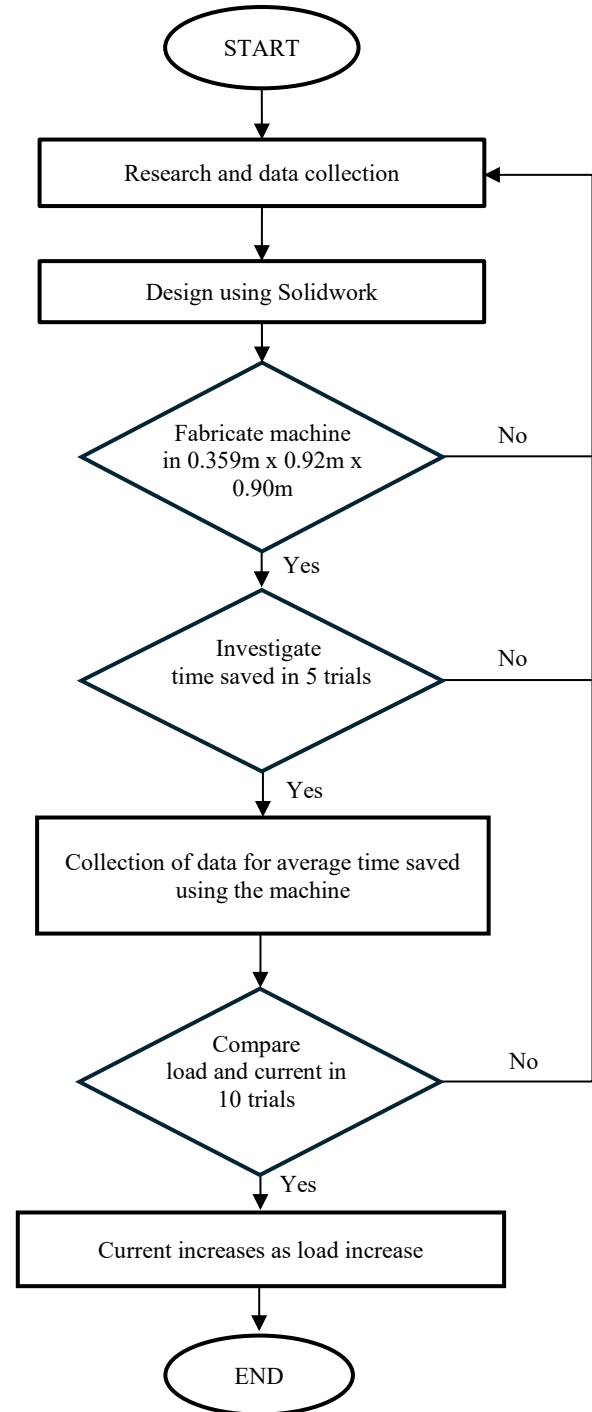 START
Research and data collection
Design using Solidwork
Fabricate machine
in 0.359m x 0.92m x
0.90m
No
Yes
Investigate
time saved in 5 trials
No
Yes
Collection of data for average time saved
using the machine
Compare
load and current in
10 trials
No
Yes
Current increases as load increase
END